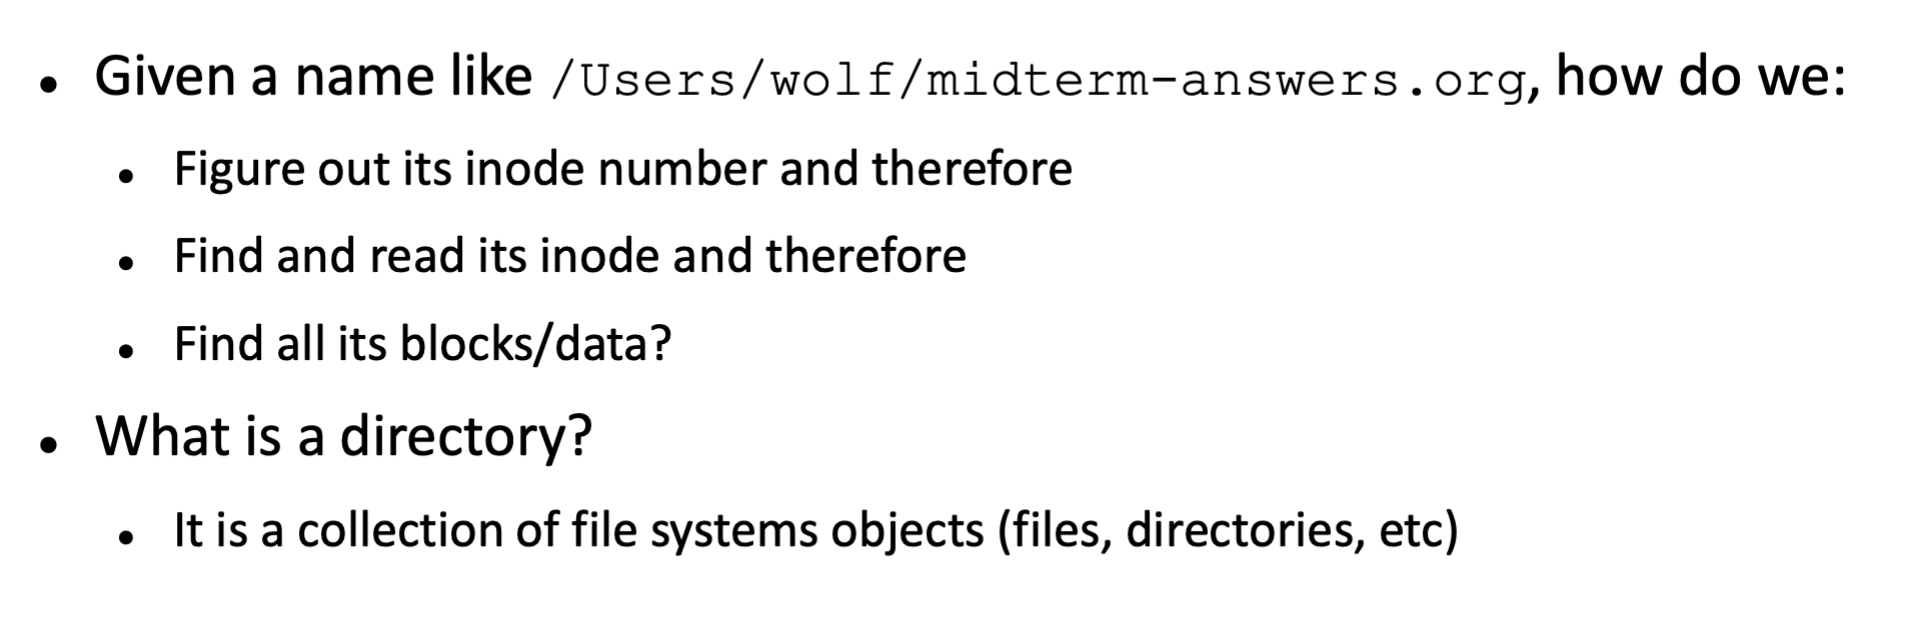 • Given a name like /Users/wolf/midterm-answers.org, how do we:
• Figure out its inode number and therefore
• Find and read its inode and therefore
• Find all its blocks/data?
• What is a directory?
• It is a collection of file systems objects (files, directories, etc)